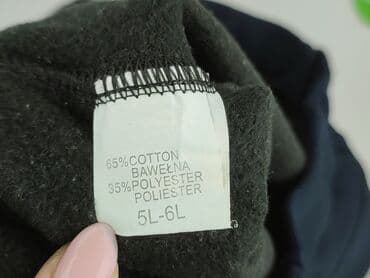 65%COTTON
BAWEŁNA
35%POLYESTER
POLIESTER
5L-6L